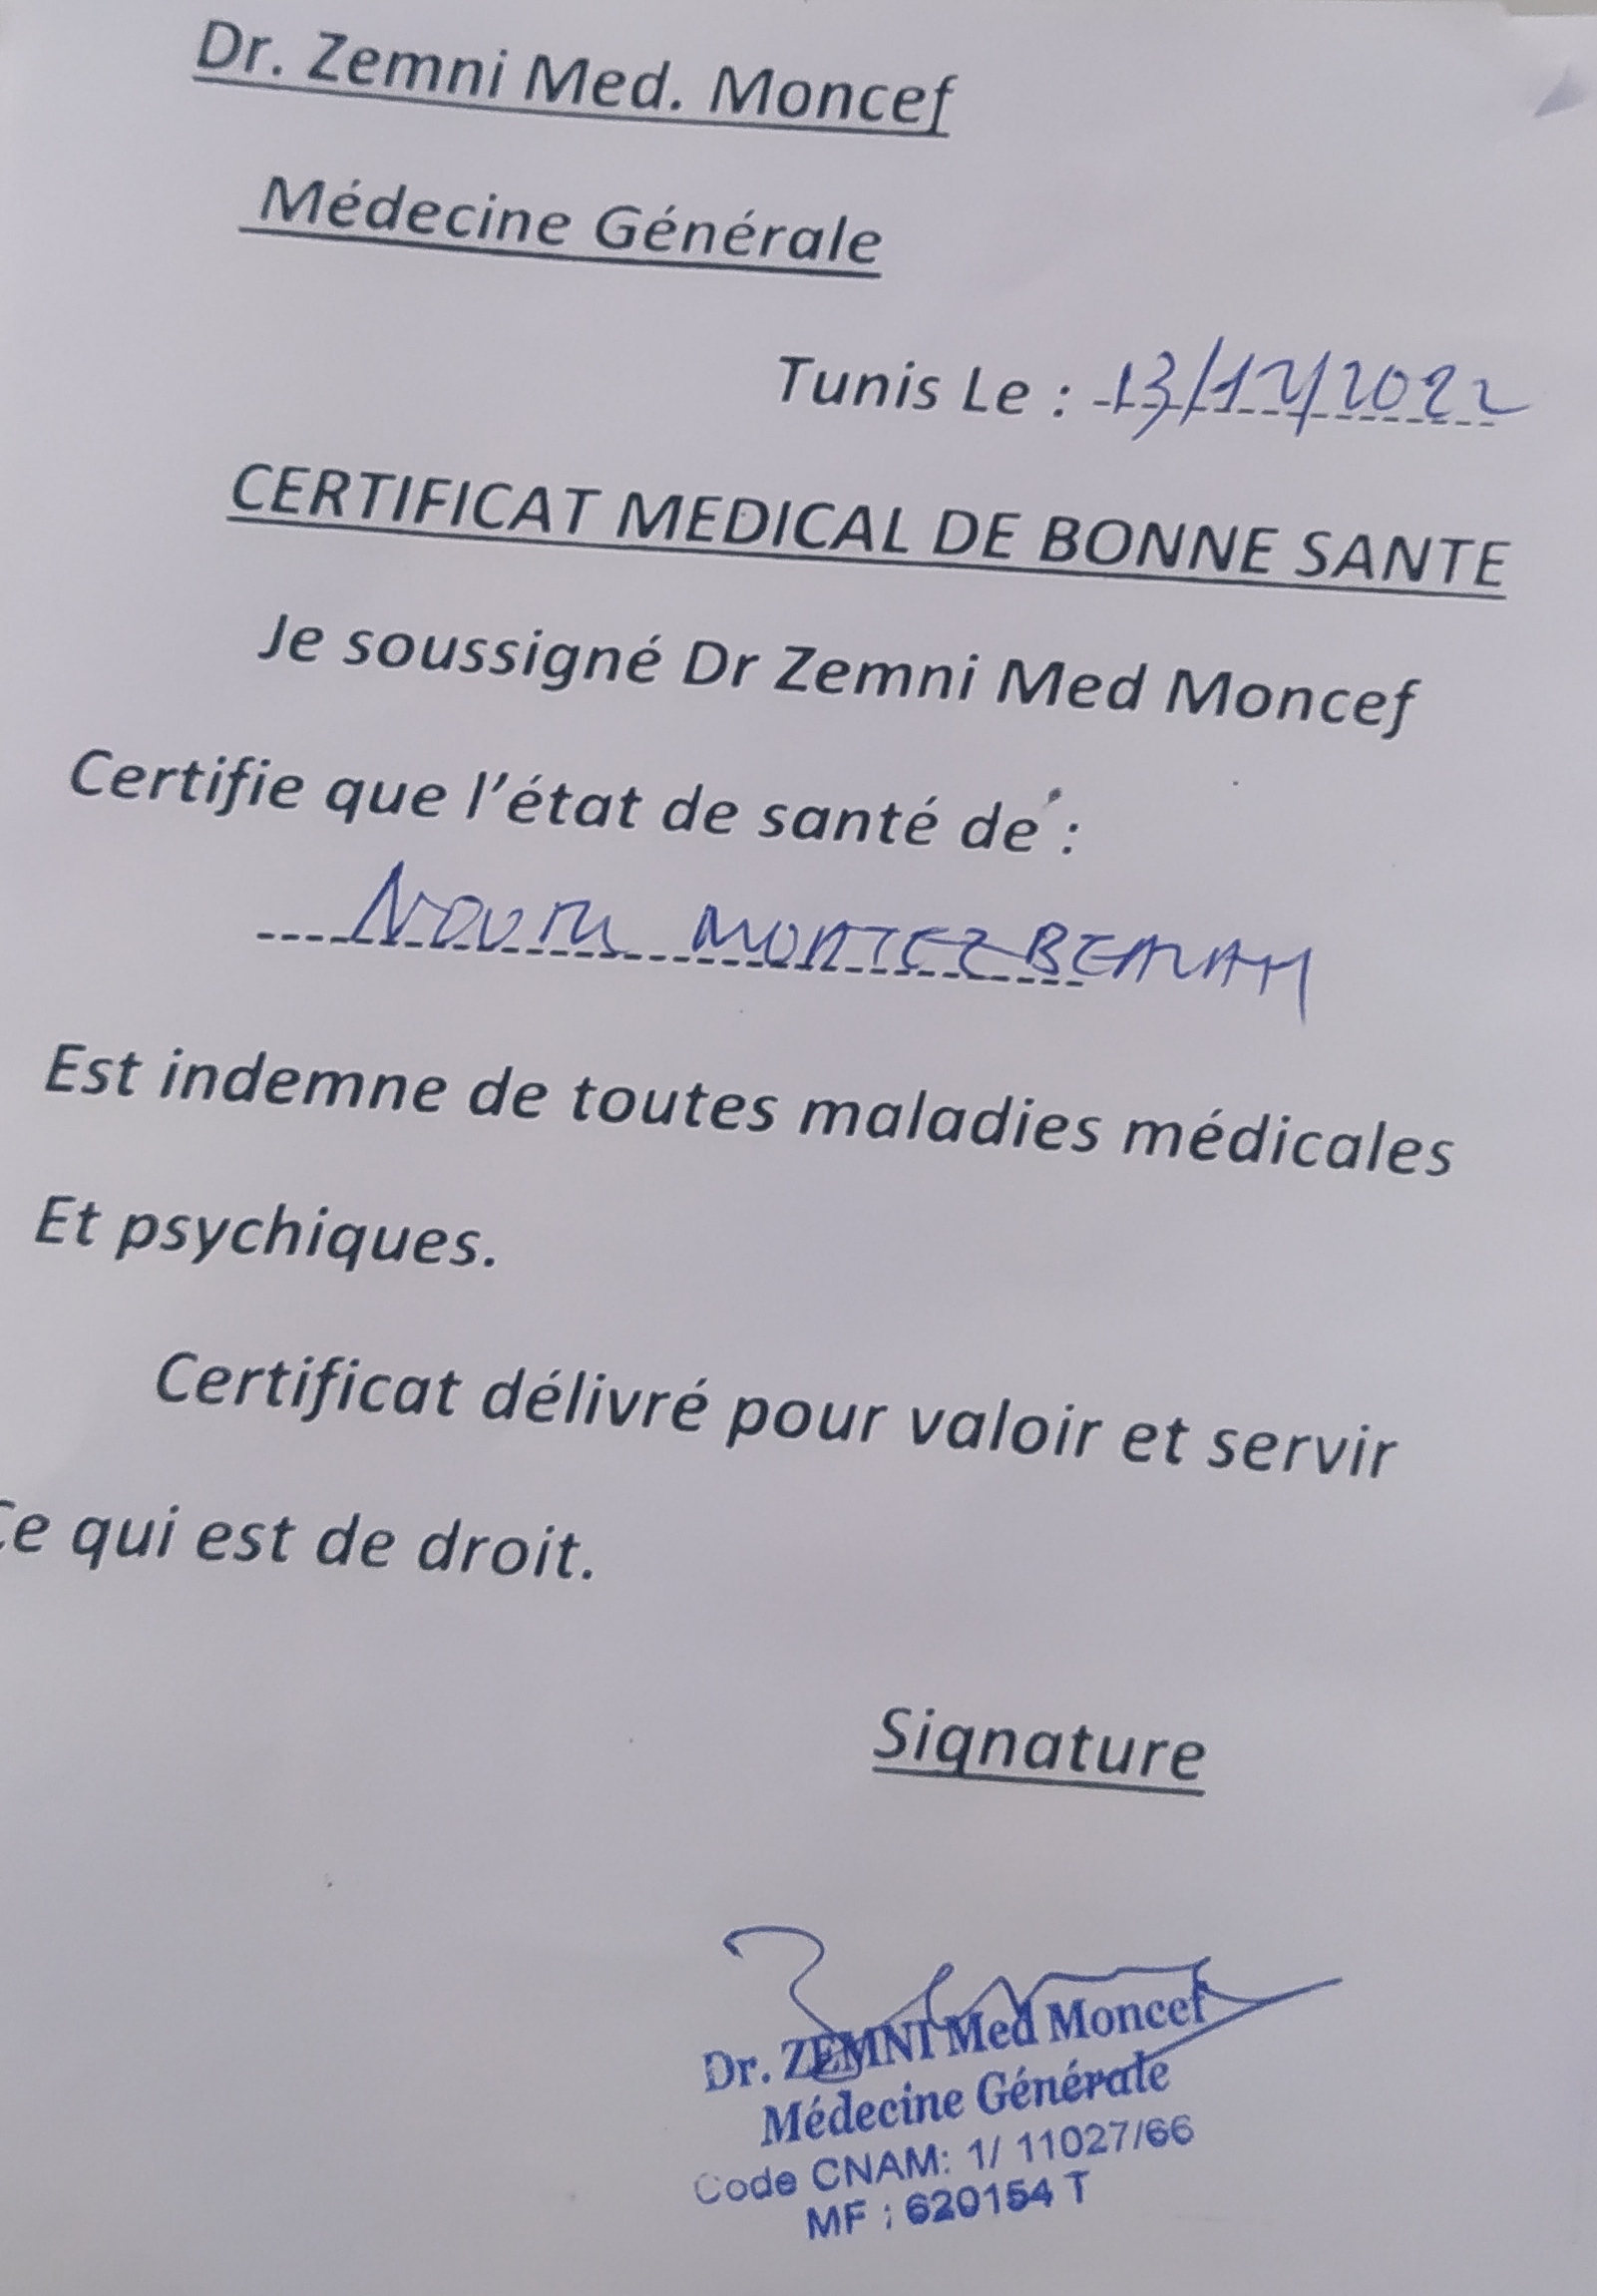 Dr. Zemni Med. Moncef
Médecine Générale
Tunis Le : 13/12/2022
CERTIFICAT MEDICAL DE BONNE SANTE
Je soussigné Dr Zemni Med Moncef
Certifie que l'état de santé de :
Est indemne de toutes maladies médicales
Et psychiques.
Certificat délivré pour valoir et servir
Ce qui est de droit.
Signature
Dr. ZEMNI Med Moncef
Médecine Générale
Code CNAM: 1/ 11027/66
MF : 620154 T